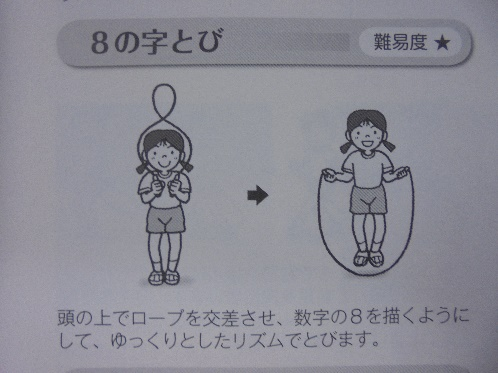 8の字とび
難易度 ★
頭の上でロープを交差させ、数字の8を描くように
して、ゆっくりとしたリズムでとびます。